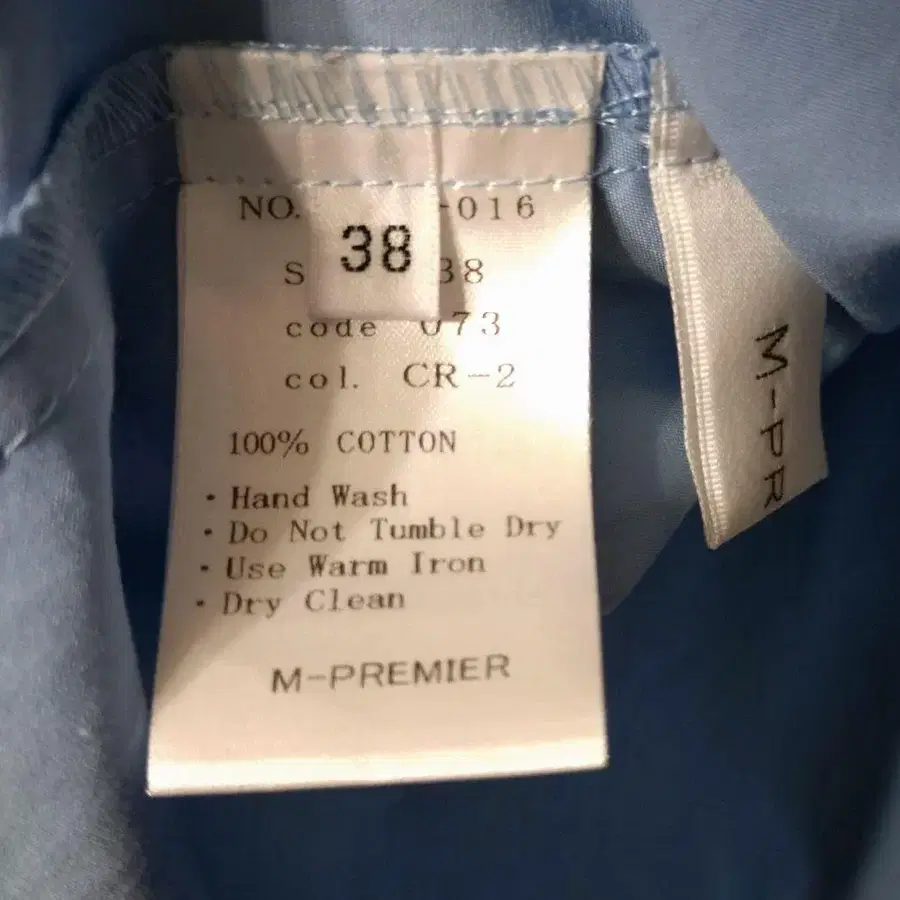 NO. -016
38
S 38
code 073
col. CR-2
100% COTTON
· Hand Wash
· Do Not Tumble Dry
· Use Warm Iron
· Dry Clean
M-PREMIER
M-PR